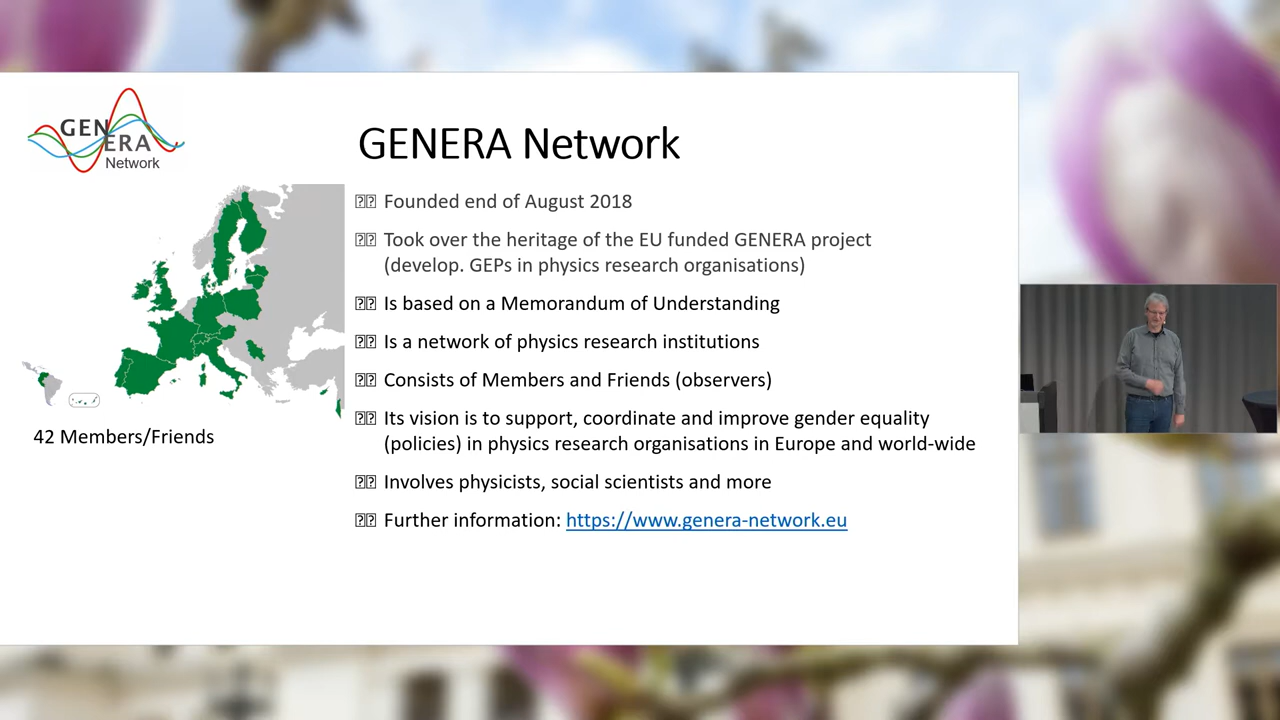 GEN
ERA
Network
GENERA Network
Founded end of August 2018
Took over the heritage of the EU funded GENERA project
(develop. GEPs in physics research organisations)
Is based on a Memorandum of Understanding
Is a network of physics research institutions
Consists of Members and Friends (observers)
Its vision is to support, coordinate and improve gender equality
(policies) in physics research organisations in Europe and world-wide
Involves physicists, social scientists and more
Further information: https://www.genera-network.eu
42 Members/Friends